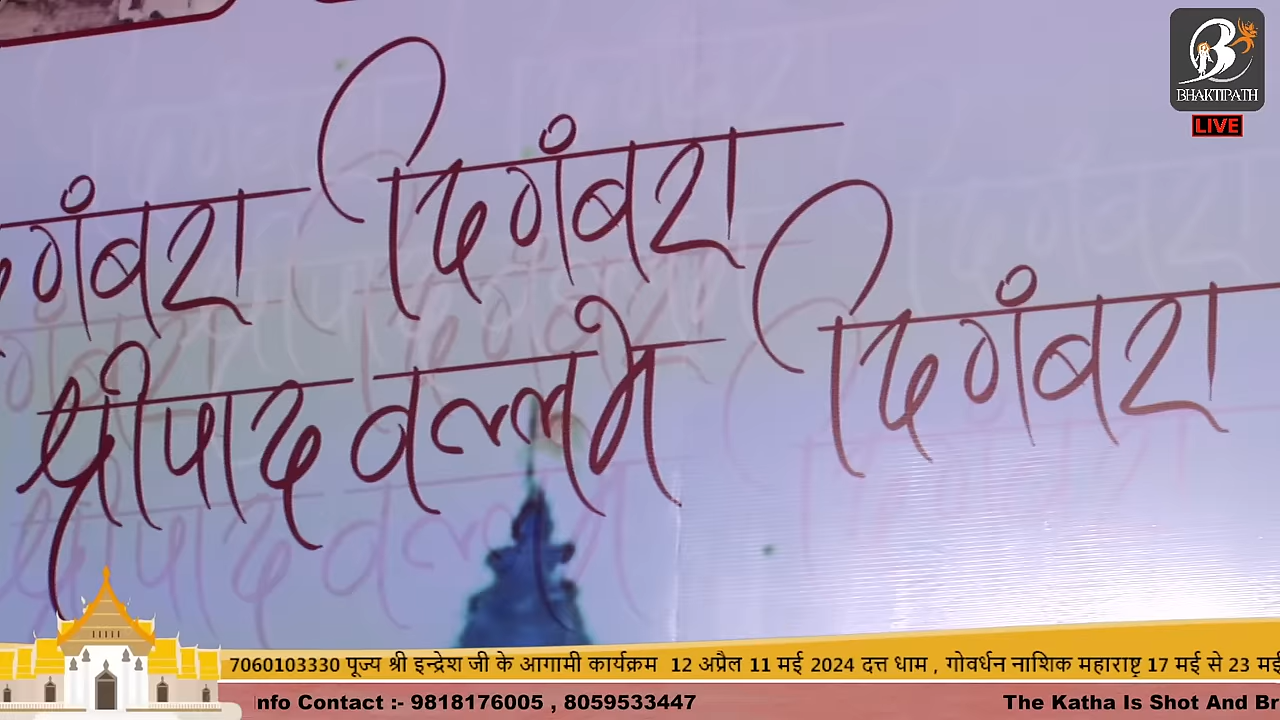 BHAKTIPATH
LIVE
गंबरा दिगंबरा
श्रीपाद वल्लभ दिगंबरा
7060103330 पूज्य श्री इन्द्रेश जी के आगामी कार्यक्रम 12 अप्रैल 11 मई 2024 दत्त धाम , गोवर्धन नाशिक महाराष्ट्र 17 मई से 23 मई
nfo Contact :- 9818176005 , 8059533447 The Katha Is Shot And Br